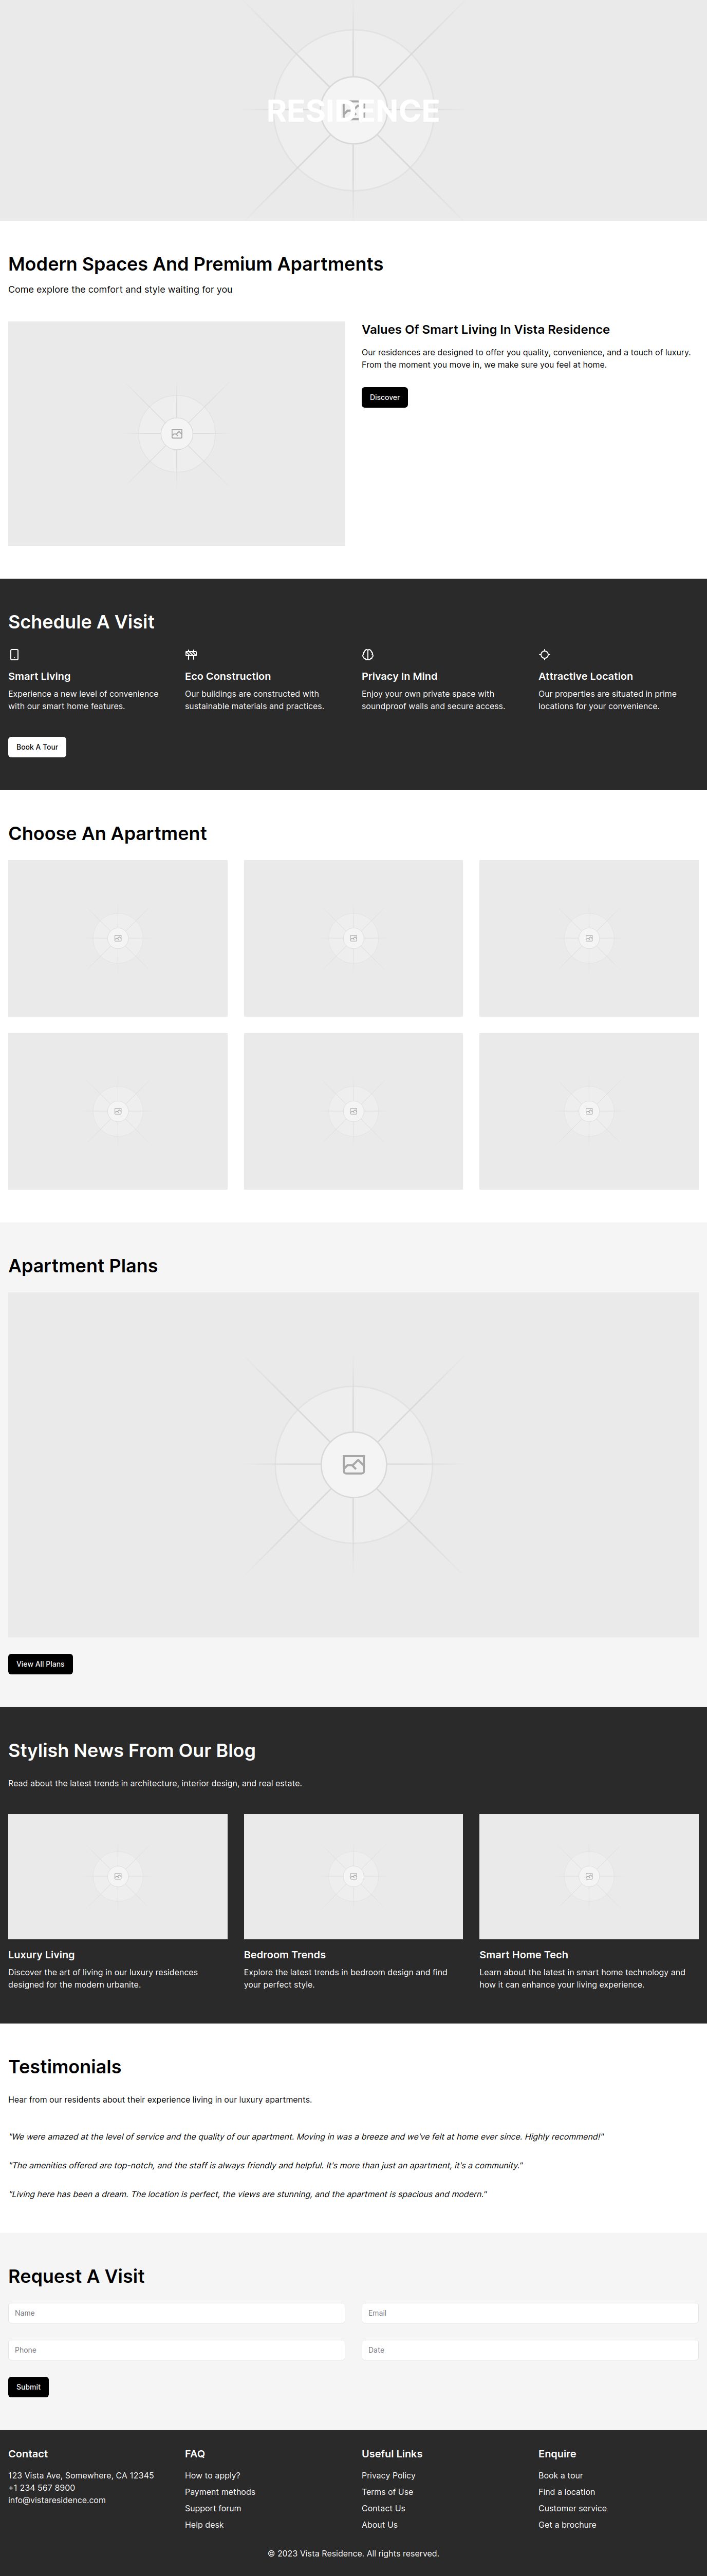 RESIDENCE
Modern Spaces And Premium Apartments
Come explore the comfort and style waiting for you
Values Of Smart Living In Vista Residence
Our residences are designed to offer you quality, convenience, and a touch of luxury.
From the moment you move in, we make sure you feel at home.
Discover
Schedule A Visit
Smart Living
Experience a new level of convenience
with our smart home features.
Eco Construction
Our buildings are constructed with
sustainable materials and practices.
Privacy In Mind
Enjoy your own private space with
soundproof walls and secure access.
Attractive Location
Our properties are situated in prime
locations for your convenience.
Book A Tour
Choose An Apartment
Apartment Plans
View All Plans
Stylish News From Our Blog
Read about the latest trends in architecture, interior design, and real estate.
Luxury Living
Discover the art of living in our luxury residences
designed for the modern urbanite.
Bedroom Trends
Explore the latest trends in bedroom design and find
your perfect style.
Smart Home Tech
Learn about the latest in smart home technology and
how it can enhance your living experience.
Testimonials
Hear from our residents about their experience living in our luxury apartments.
"We were amazed at the level of service and the quality of our apartment. Moving in was a breeze and we've felt at home ever since. Highly recommend!"
"The amenities offered are top-notch, and the staff is always friendly and helpful. It's more than just an apartment, it's a community."
"Living here has been a dream. The location is perfect, the views are stunning, and the apartment is spacious and modern."
Request A Visit
Name
Email
Phone
Date
Submit
Contact
123 Vista Ave, Somewhere, CA 12345
+1 234 567 8900
info@vistaresidence.com
FAQ
How to apply?
Payment methods
Support forum
Help desk
Useful Links
Privacy Policy
Terms of Use
Contact Us
About Us
Enquire
Book a tour
Find a location
Customer service
Get a brochure
© 2023 Vista Residence. All rights reserved.